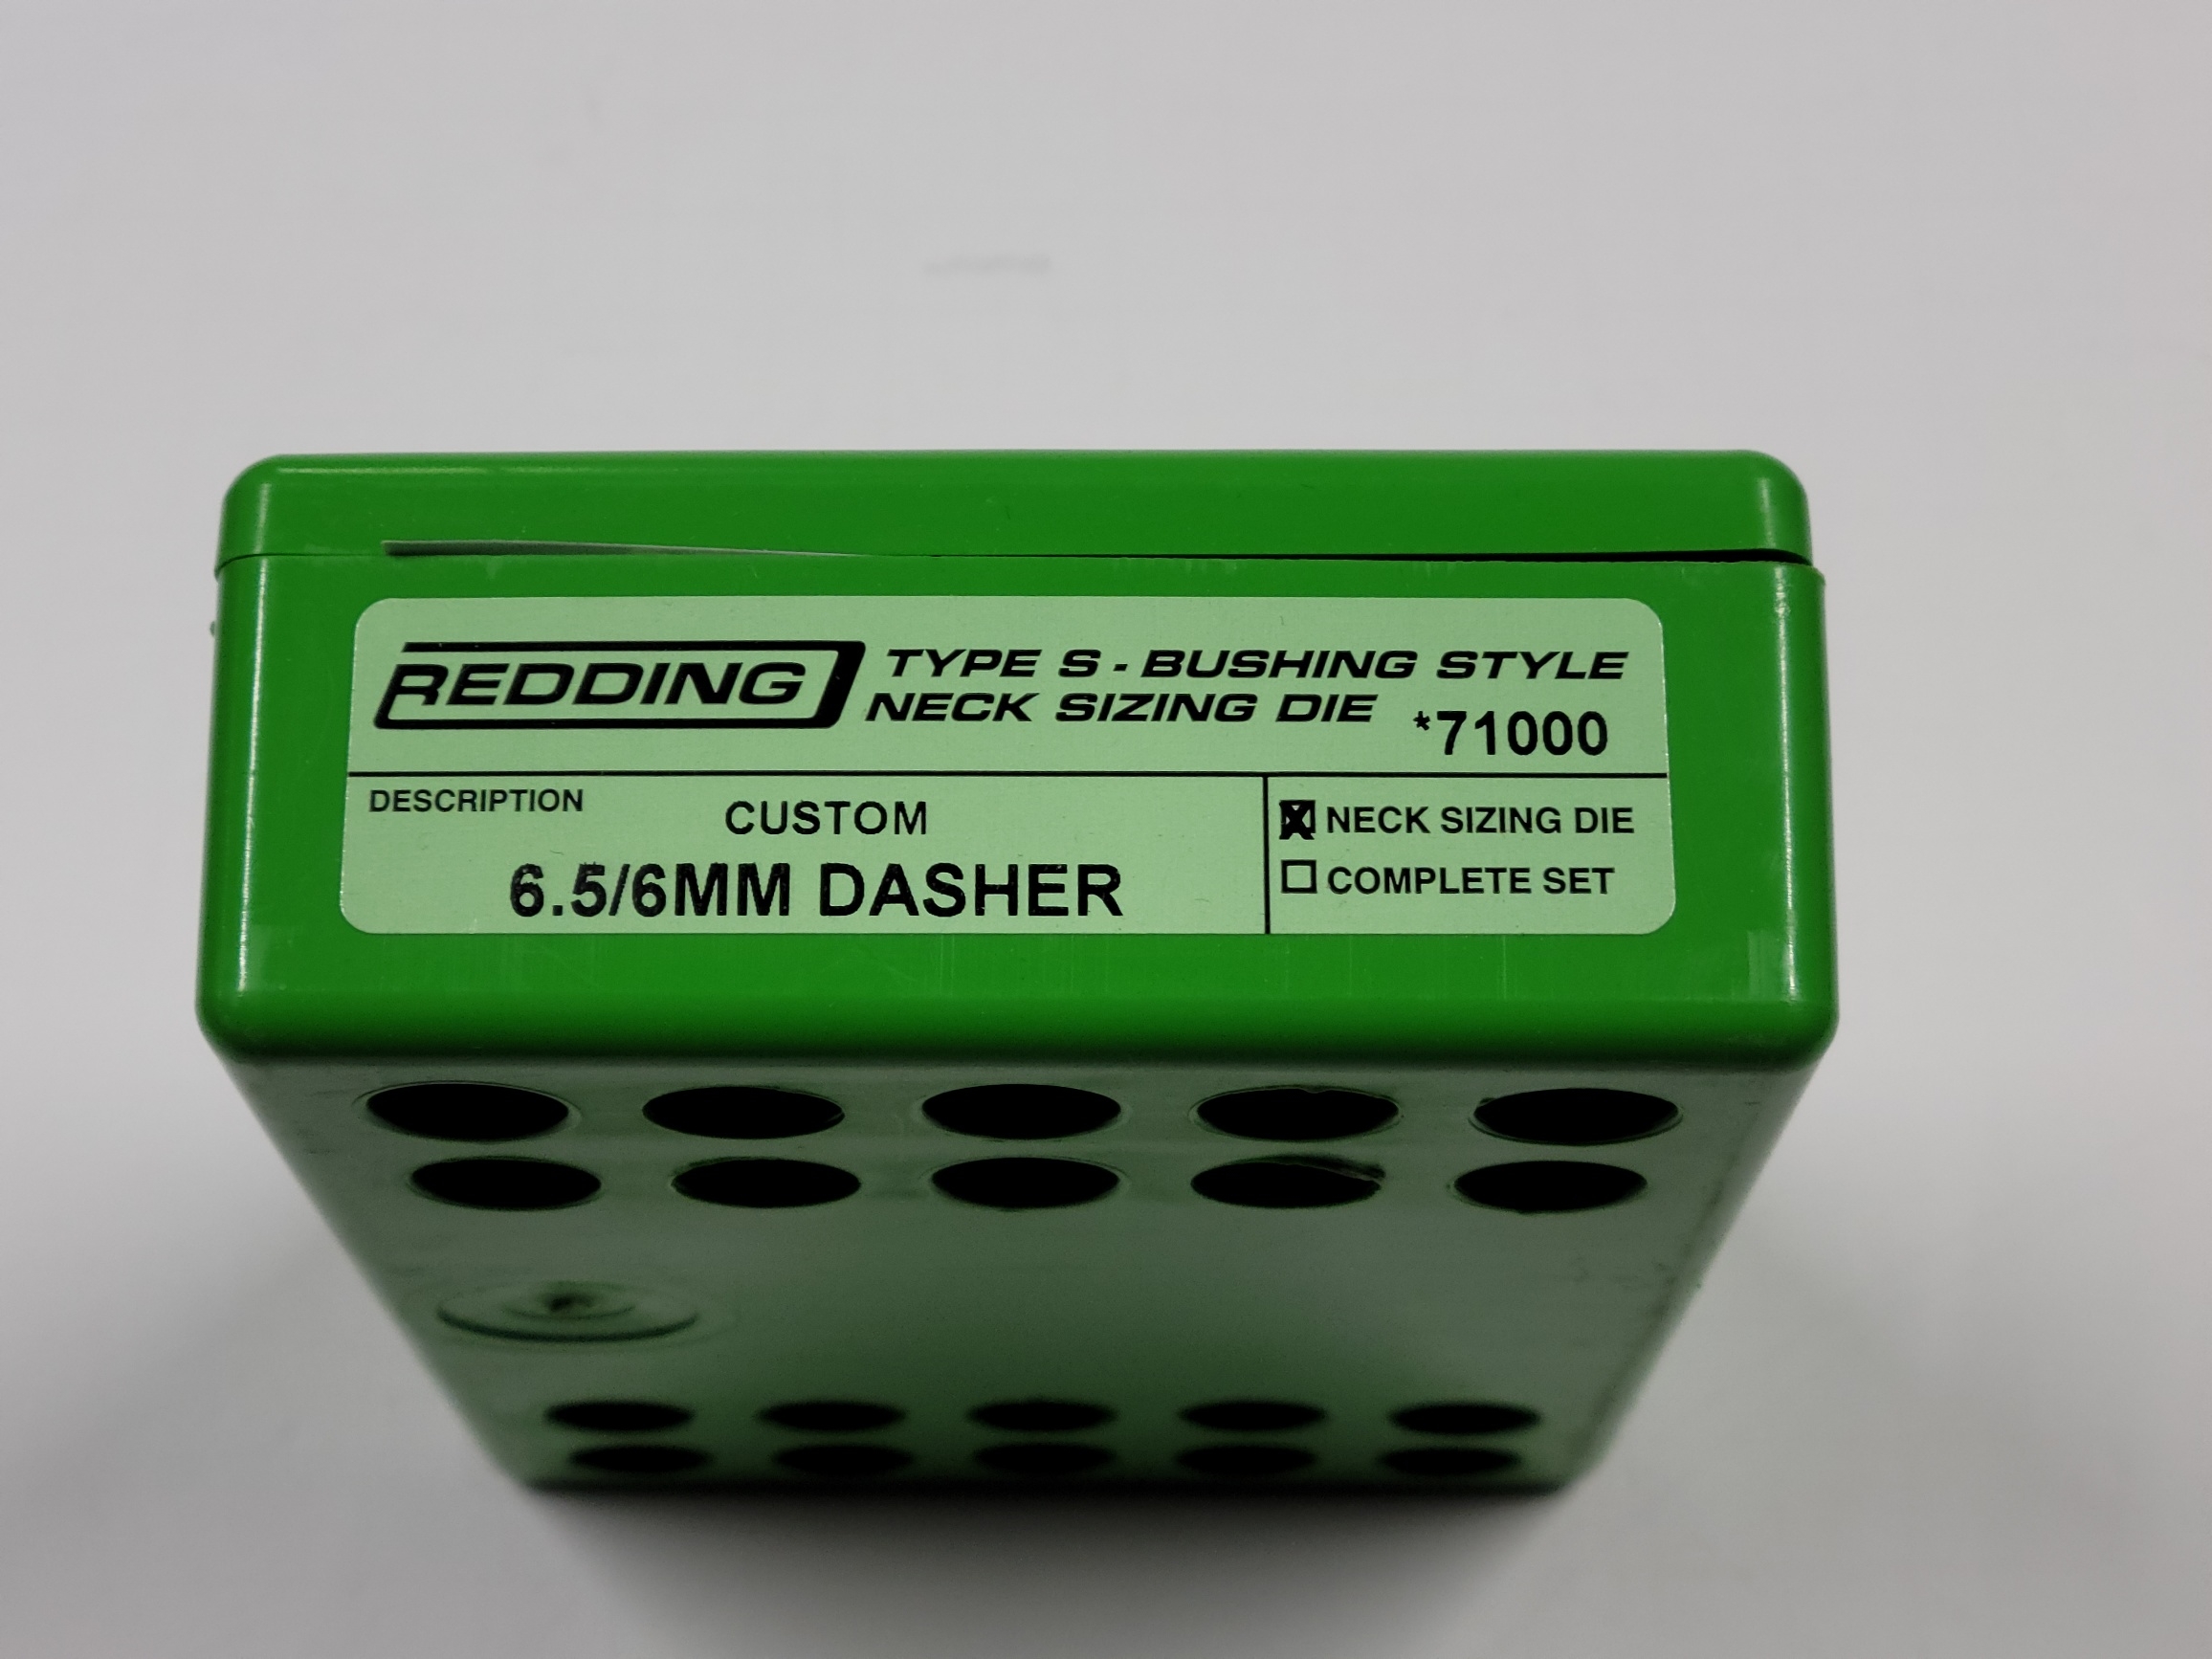 REDDING TYPE S - BUSHING STYLE
NECK SIZING DIE *71000
DESCRIPTION CUSTOM
6.5/6MM DASHER
NECK SIZING DIE
COMPLETE SET